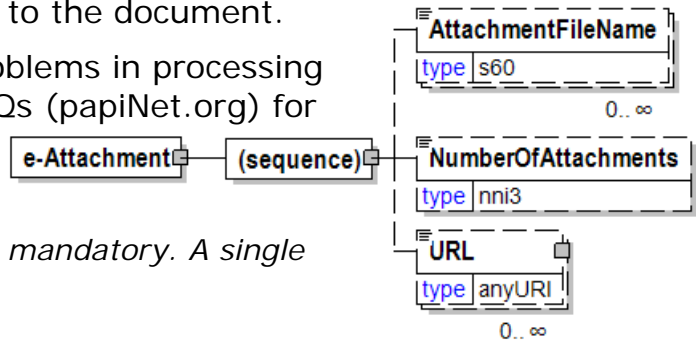 to the document.
oblems in processing
Qs (papiNet.org) for
mandatory. A single
e-Attachment
(sequence)
AttachmentFileName
type s60
0.. ∞
NumberOfAttachments
type nni3
URL
type anyURI
0.. ∞